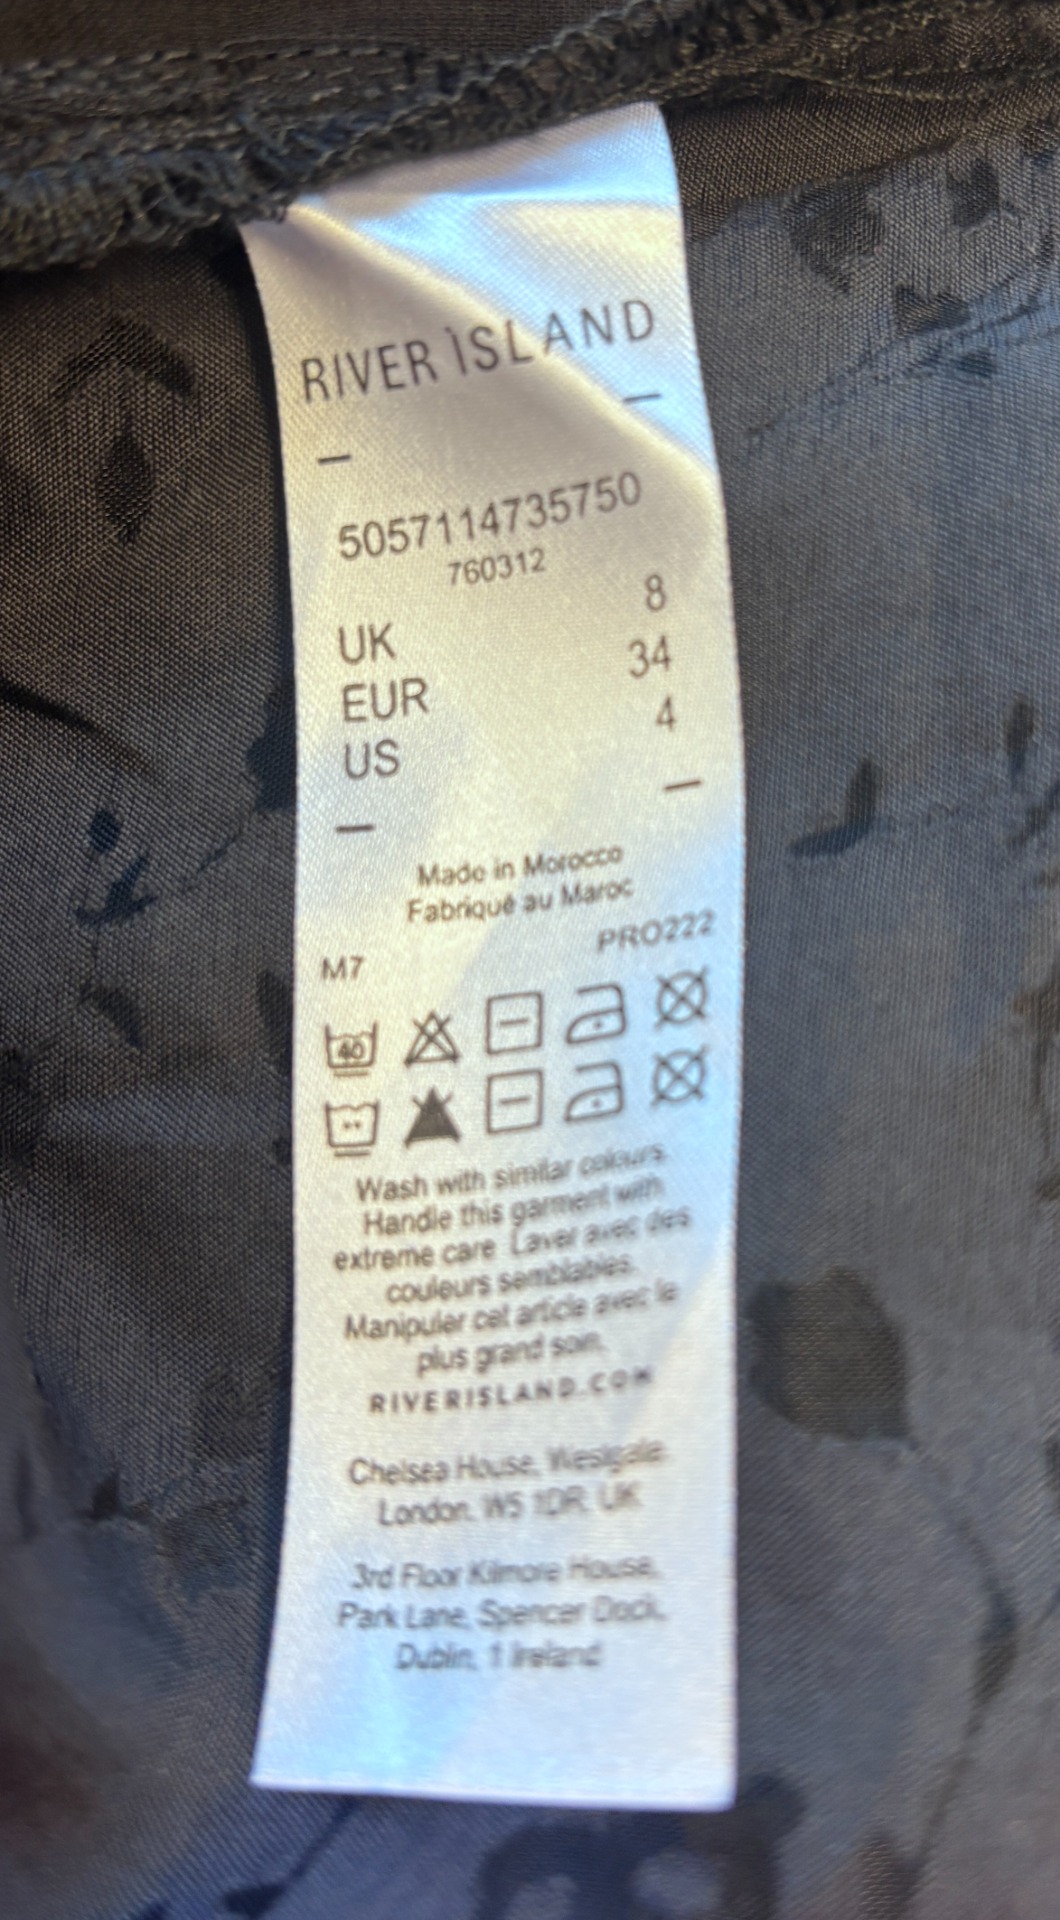 RIVER ISLAND
5057114735750
760312
UK 8
EUR 34
US 4
Made in Morocco
Fabriqué au Maroc
M7 PRO222
40
Wash with similar colours.
Handle this garment with
extreme care. Laver avec des
couleurs semblables.
Manipuler cet article avec le
plus grand soin.
RIVERISLAND.COM
Chelsea House, Westgate
London. W5 1DR. UK
3rd Floor Kilmore House,
Park Lane, Spencer Dock,
Dublin, 1 Ireland